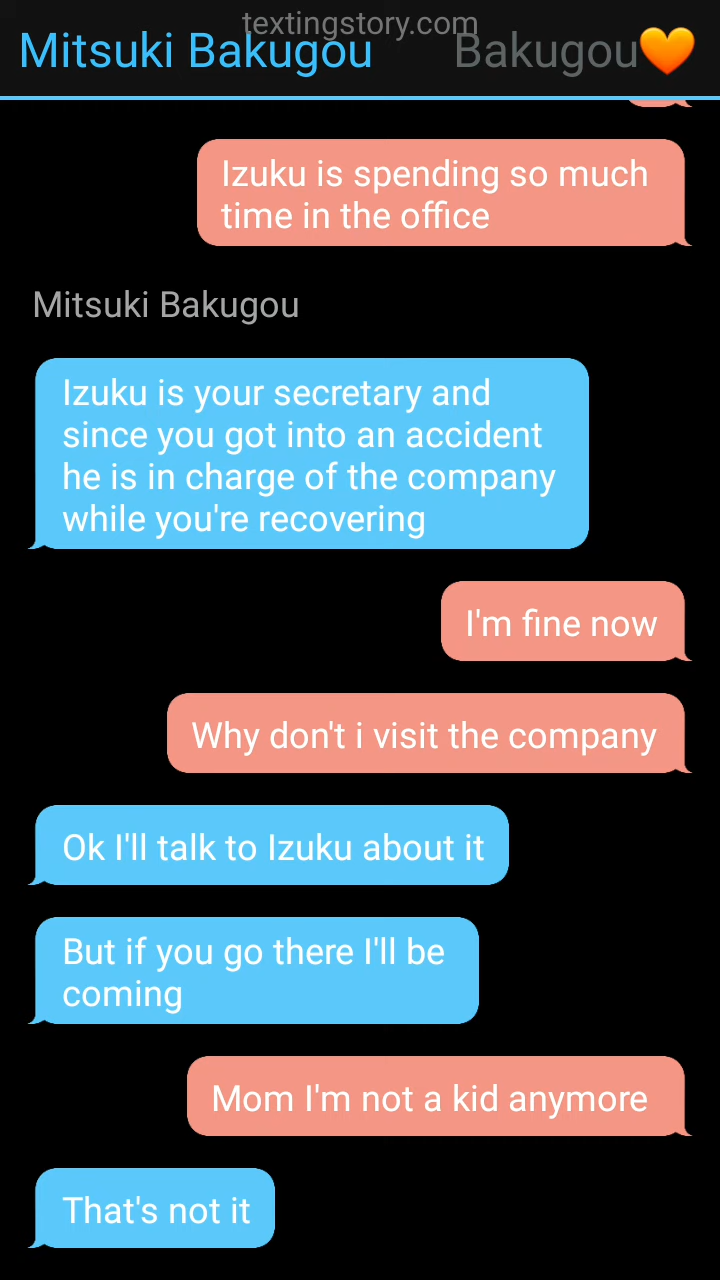 textingstory.com
Mitsuki Bakugou
Bakugou🧡
Izuku is spending so much
time in the office
Mitsuki Bakugou
Izuku is your secretary and
since you got into an accident
he is in charge of the company
while you're recovering
I'm fine now
Why don't i visit the company
Ok I'll talk to Izuku about it
But if you go there I'll be
coming
Mom I'm not a kid anymore
That's not it